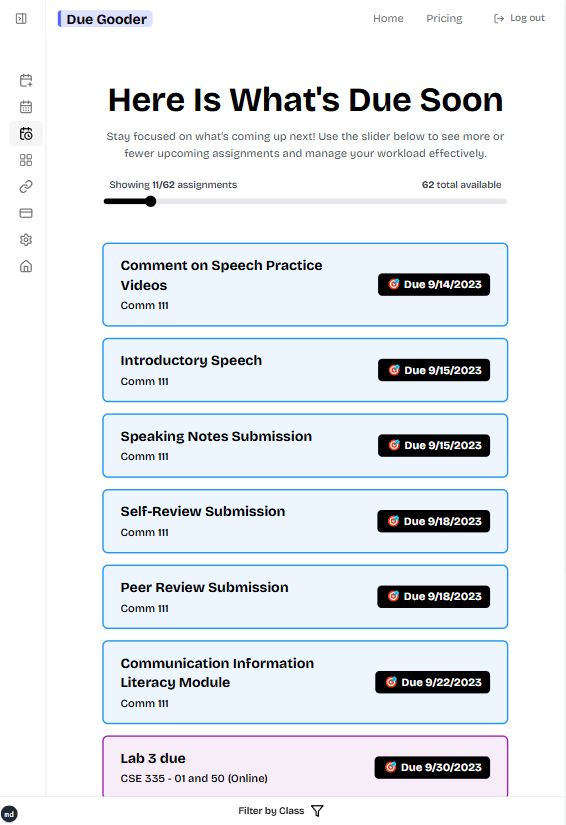 Due Gooder
Home
Pricing
Log out
Here Is What's Due Soon
Stay focused on what's coming up next! Use the slider below to see more or
fewer upcoming assignments and manage your workload effectively.
Showing 11/62 assignments
62 total available
Comment on Speech Practice
Videos
Comm 111
Due 9/14/2023
Introductory Speech
Comm 111
Due 9/15/2023
Speaking Notes Submission
Comm 111
Due 9/15/2023
Self-Review Submission
Comm 111
Due 9/18/2023
Peer Review Submission
Comm 111
Due 9/18/2023
Communication Information
Literacy Module
Comm 111
Due 9/22/2023
Lab 3 due
CSE 335 - 01 and 50 (Online)
Due 9/30/2023
Filter by Class
md